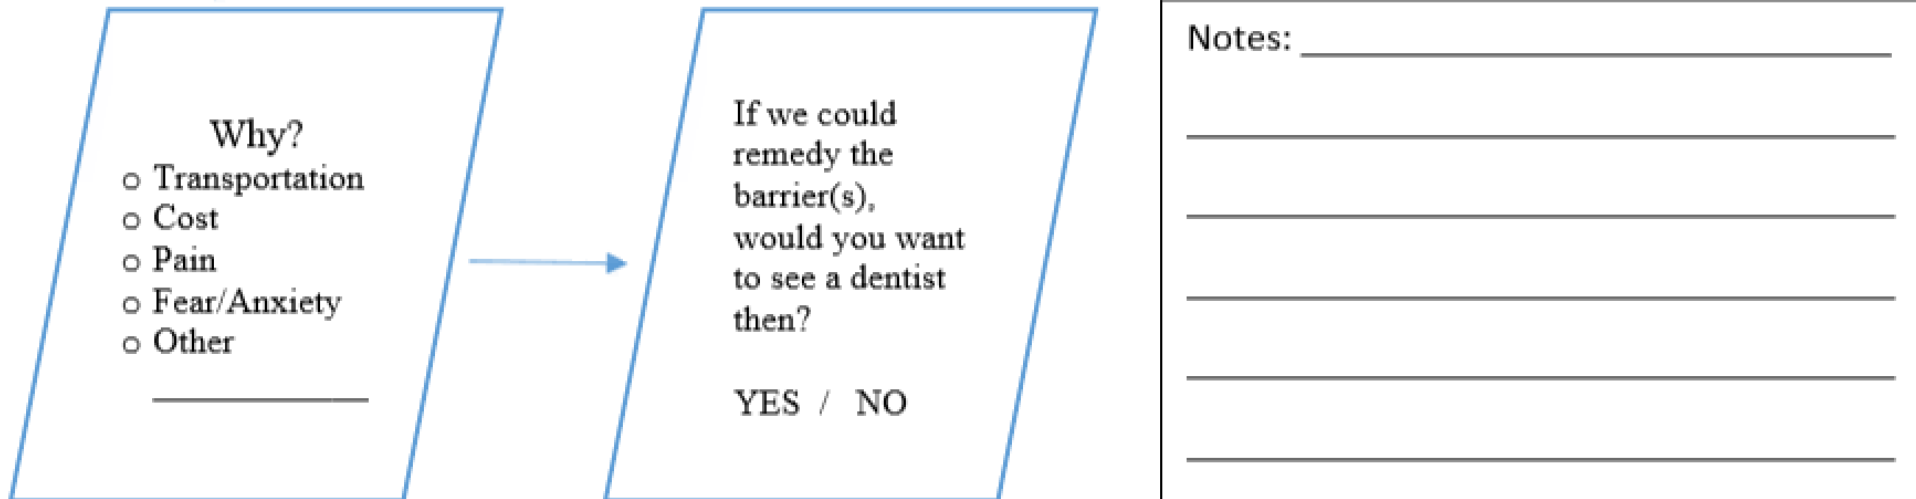 Why?
o Transportation
o Cost
o Pain
o Fear/Anxiety
o Other
If we could
remedy the
barrier(s),
would you want
to see a dentist
then?
YES / NO
Notes: